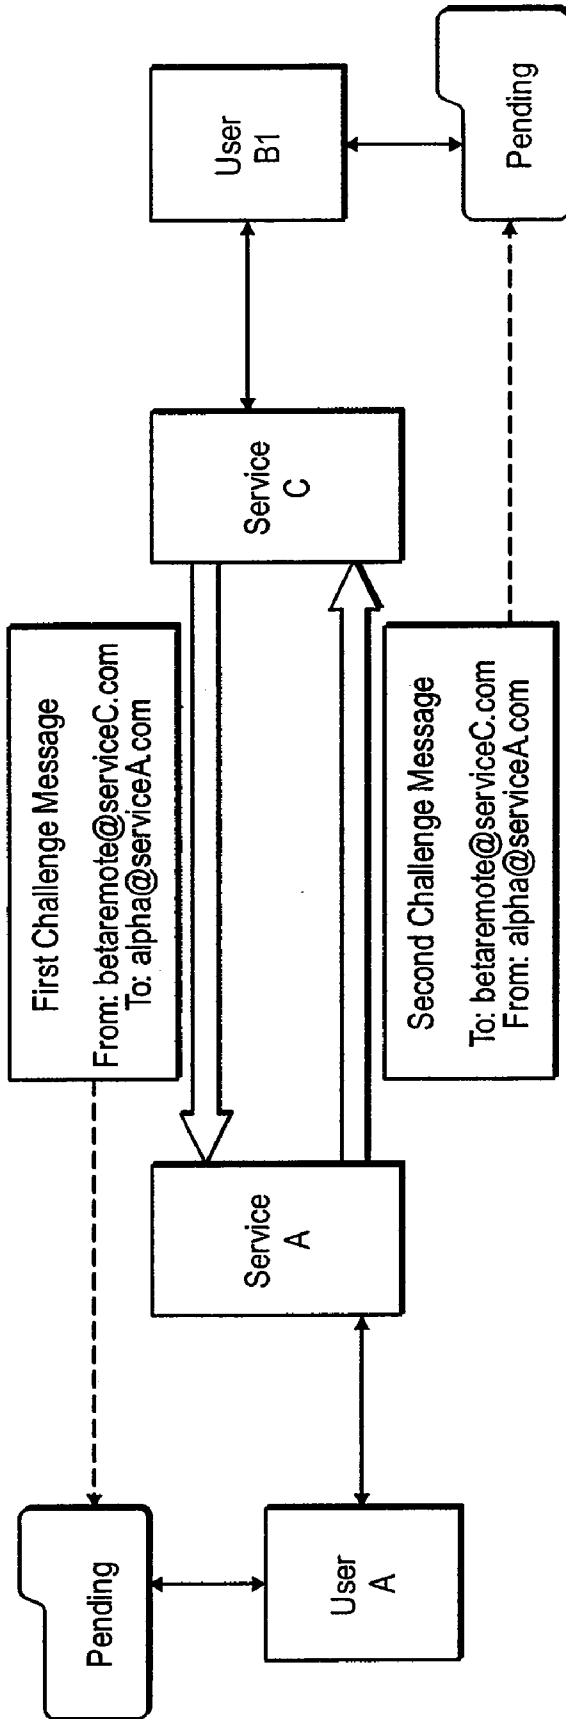 Pending
First Challenge Message
From: betaremote@serviceC.com
To: alpha@serviceA.com
User
A
Service
A
Service
C
User
B1
Second Challenge Message
To: betaremote@serviceC.com
From: alpha@serviceA.com
Pending